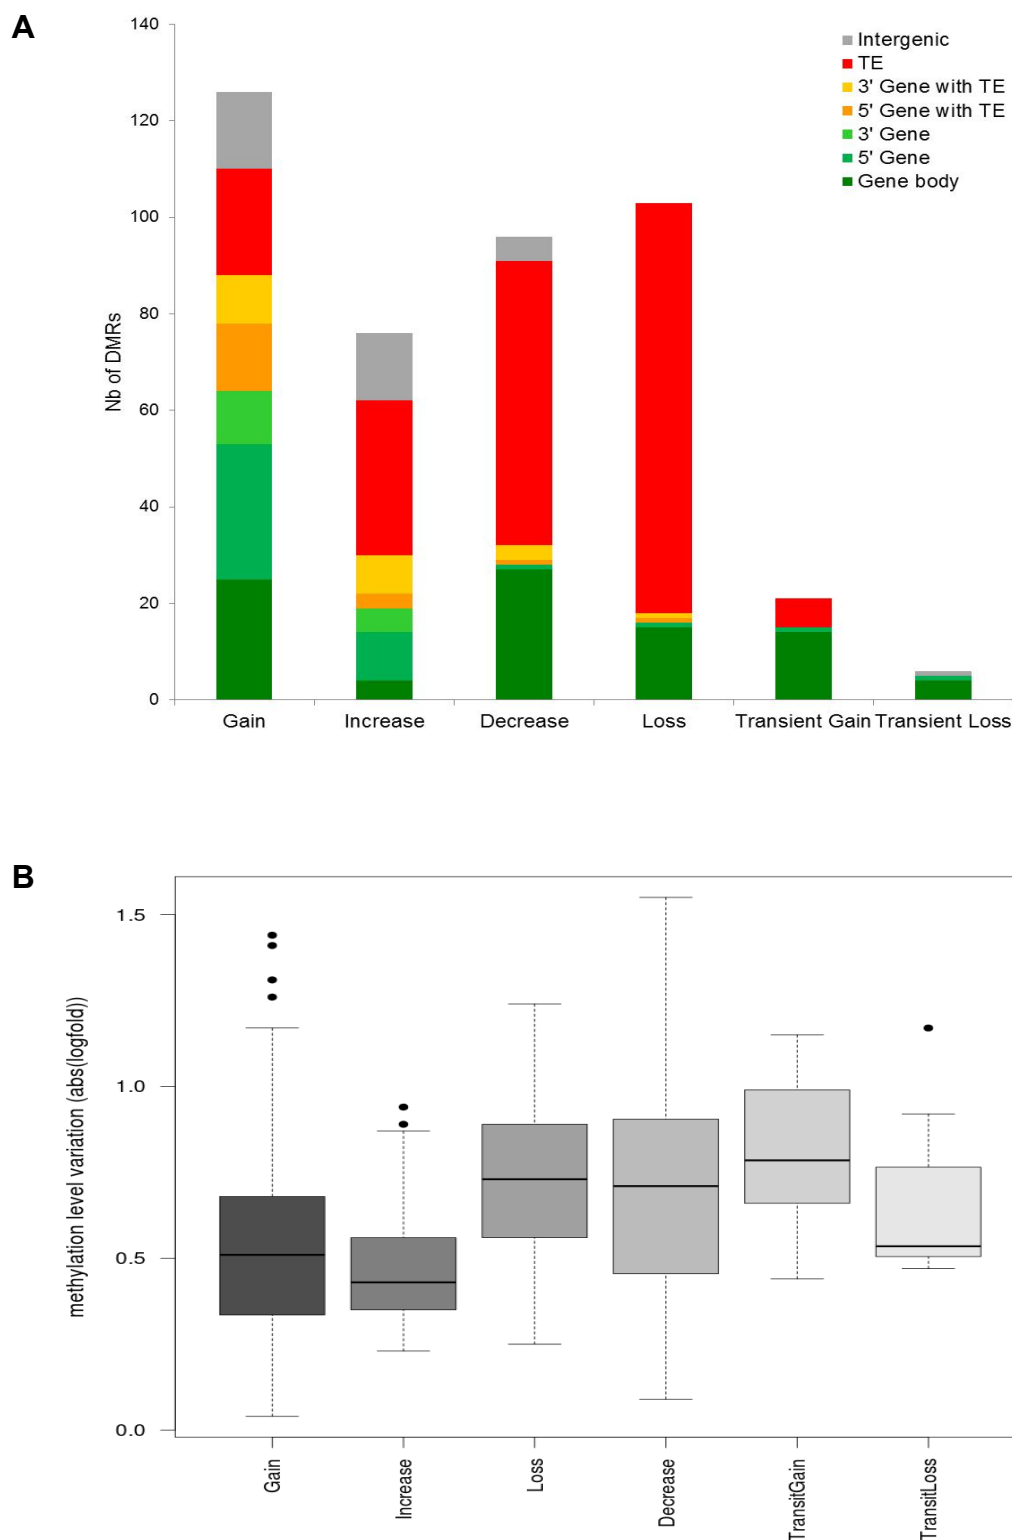 A
140
120
100
80
60
40
20
0
Nb of DMRs
Intergenic
TE
3' Gene with TE
5' Gene with TE
3' Gene
5' Gene
Gene body
Gain Increase Decrease Loss Transient Gain Transient Loss
B
1.5
1.0
0.5
0.0
methylation level variation (abs(logfold))
Gain
Increase
Loss
Decrease
TransitGain
TransitLoss